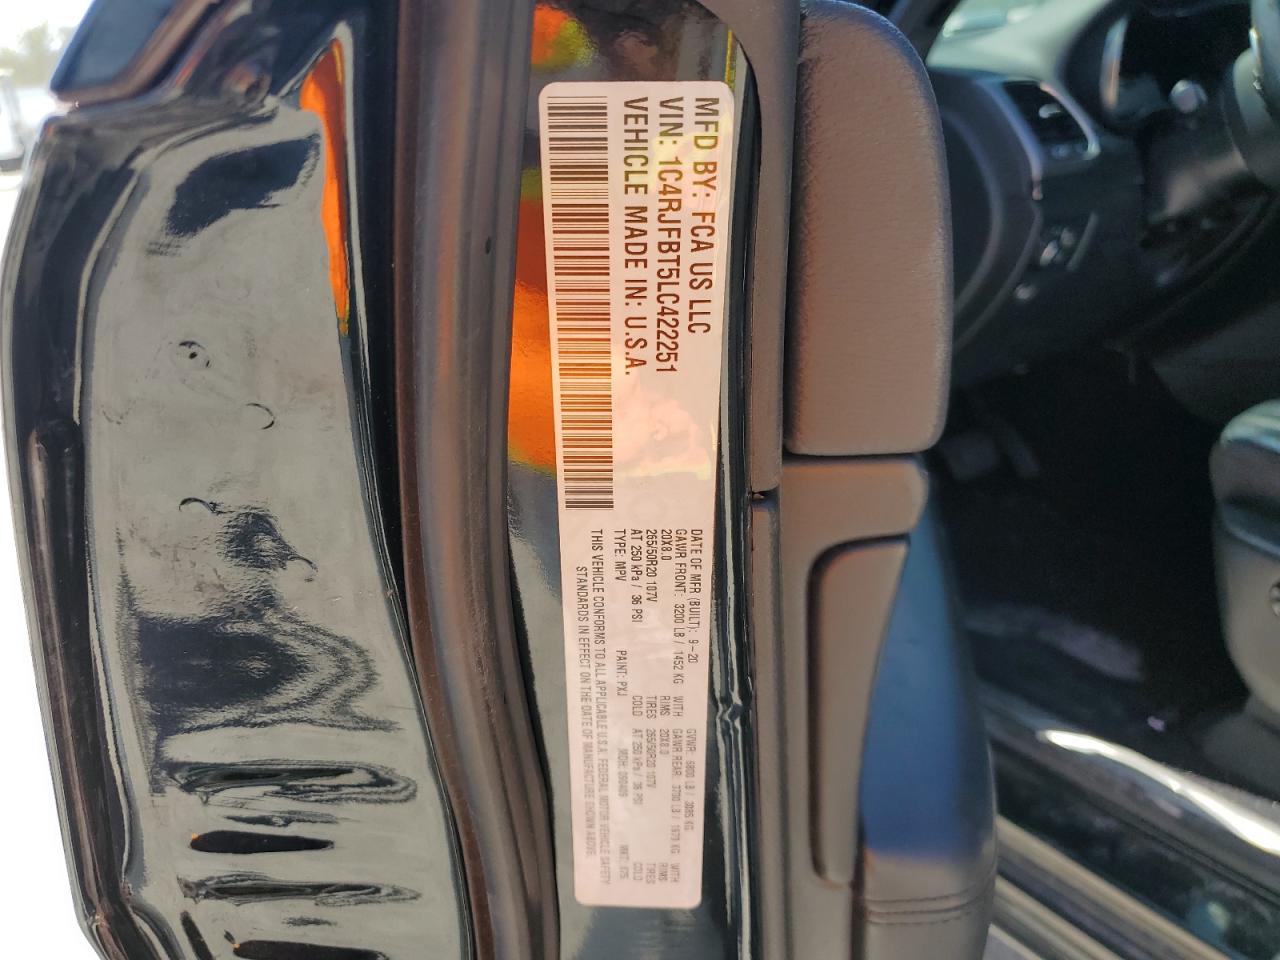 MFD BY: FCA US LLC
VIN: 1C4RJFBT5LC422251
VEHICLE MADE IN: U.S.A.
DATE OF MFR (BUILT): 9-20 GVWR: 6800 LB / 3085 KG
GAWR FRONT: 3200 LB / 1452 KG WITH GAWR REAR: 3700 LB / 1679 KG WITH
20X8.0 RIMS 20X8.0 RIMS
265/50R20 107V TIRES 265/50R20 107V TIRES
AT 250 kPa / 36 PSI COLD AT 250 kPa / 36 PSI COLD
TYPE: MPV PAINT: PXJ MDH: 090409
THIS VEHICLE CONFORMS TO ALL APPLICABLE U.S.A. FEDERAL MOTOR VEHICLE SAFETY
STANDARDS IN EFFECT ON THE DATE OF MANUFACTURE SHOWN ABOVE.